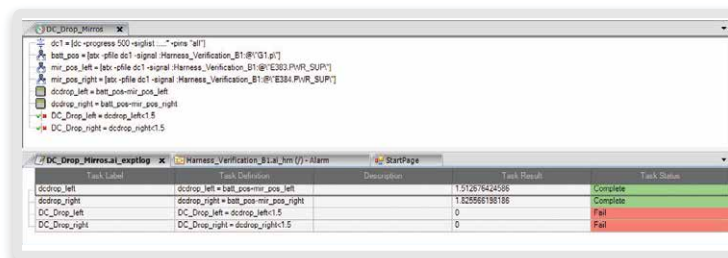 DC_Drop_Mirros x
dc1 = [dc -progress 500 -siglist :...:* -pins "all"]
batt_pos = [atx -pfile dc1 -signal :Harness_Verification_B1:@\"G1.p\"]
mir_pos_left = [atx -pfile dc1 -signal :Harness_Verification_B1:@\"E383.PWR_SUP\"]
mir_pos_right = [atx -pfile dc1 -signal :Harness_Verification_B1:@\"E384.PWR_SUP\"]
dcdrop_left = batt_pos-mir_pos_left
dcdrop_right = batt_pos-mir_pos_right
DC_Drop_left = dcdrop_left<1.5
DC_Drop_right = dcdrop_right<1.5
DC_Drop_Mirros.ai_exptlog x Harness_Verification_B1.ai_hrn (/) - Alarm StartPage
Task Label Task Definition Description Task Result Task Status
dcdrop_left dcdrop_left = batt_pos-mir_pos_left 1.512676424586 Complete
dcdrop_right dcdrop_right = batt_pos-mir_pos_right 1.825566198186 Complete
DC_Drop_left DC_Drop_left = dcdrop_left<1.5 0 Fail
DC_Drop_right DC_Drop_right = dcdrop_right<1.5 0 Fail